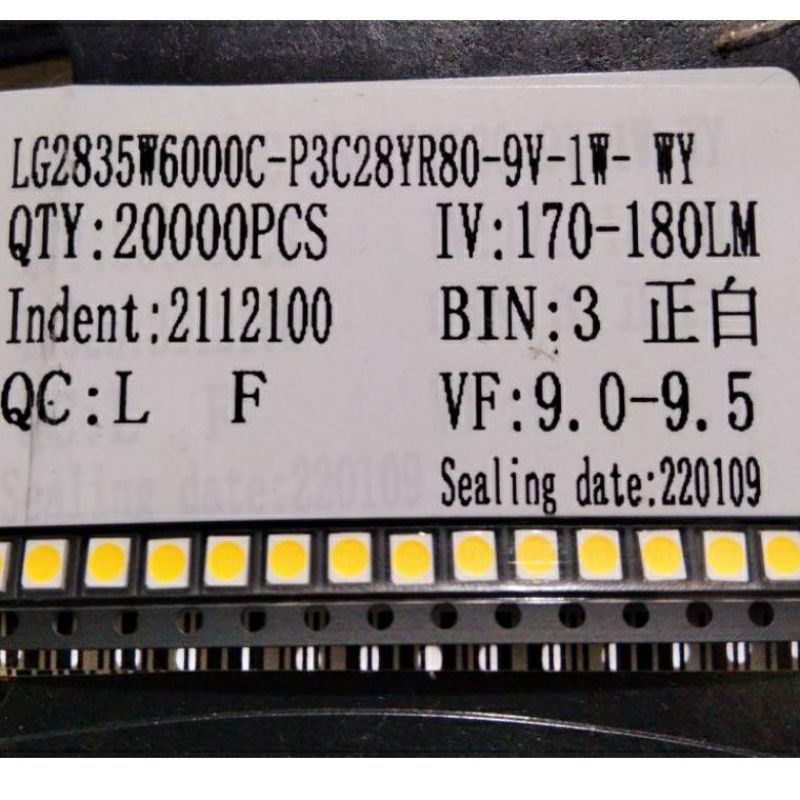 LG2835W6000C-P3C28YR80-9V-1W- WY
QTY:20000PCS IV:170-180LM
Indent:2112100 BIN:3 正白
QC:L F VF:9.0-9.5
Sealing date:220109